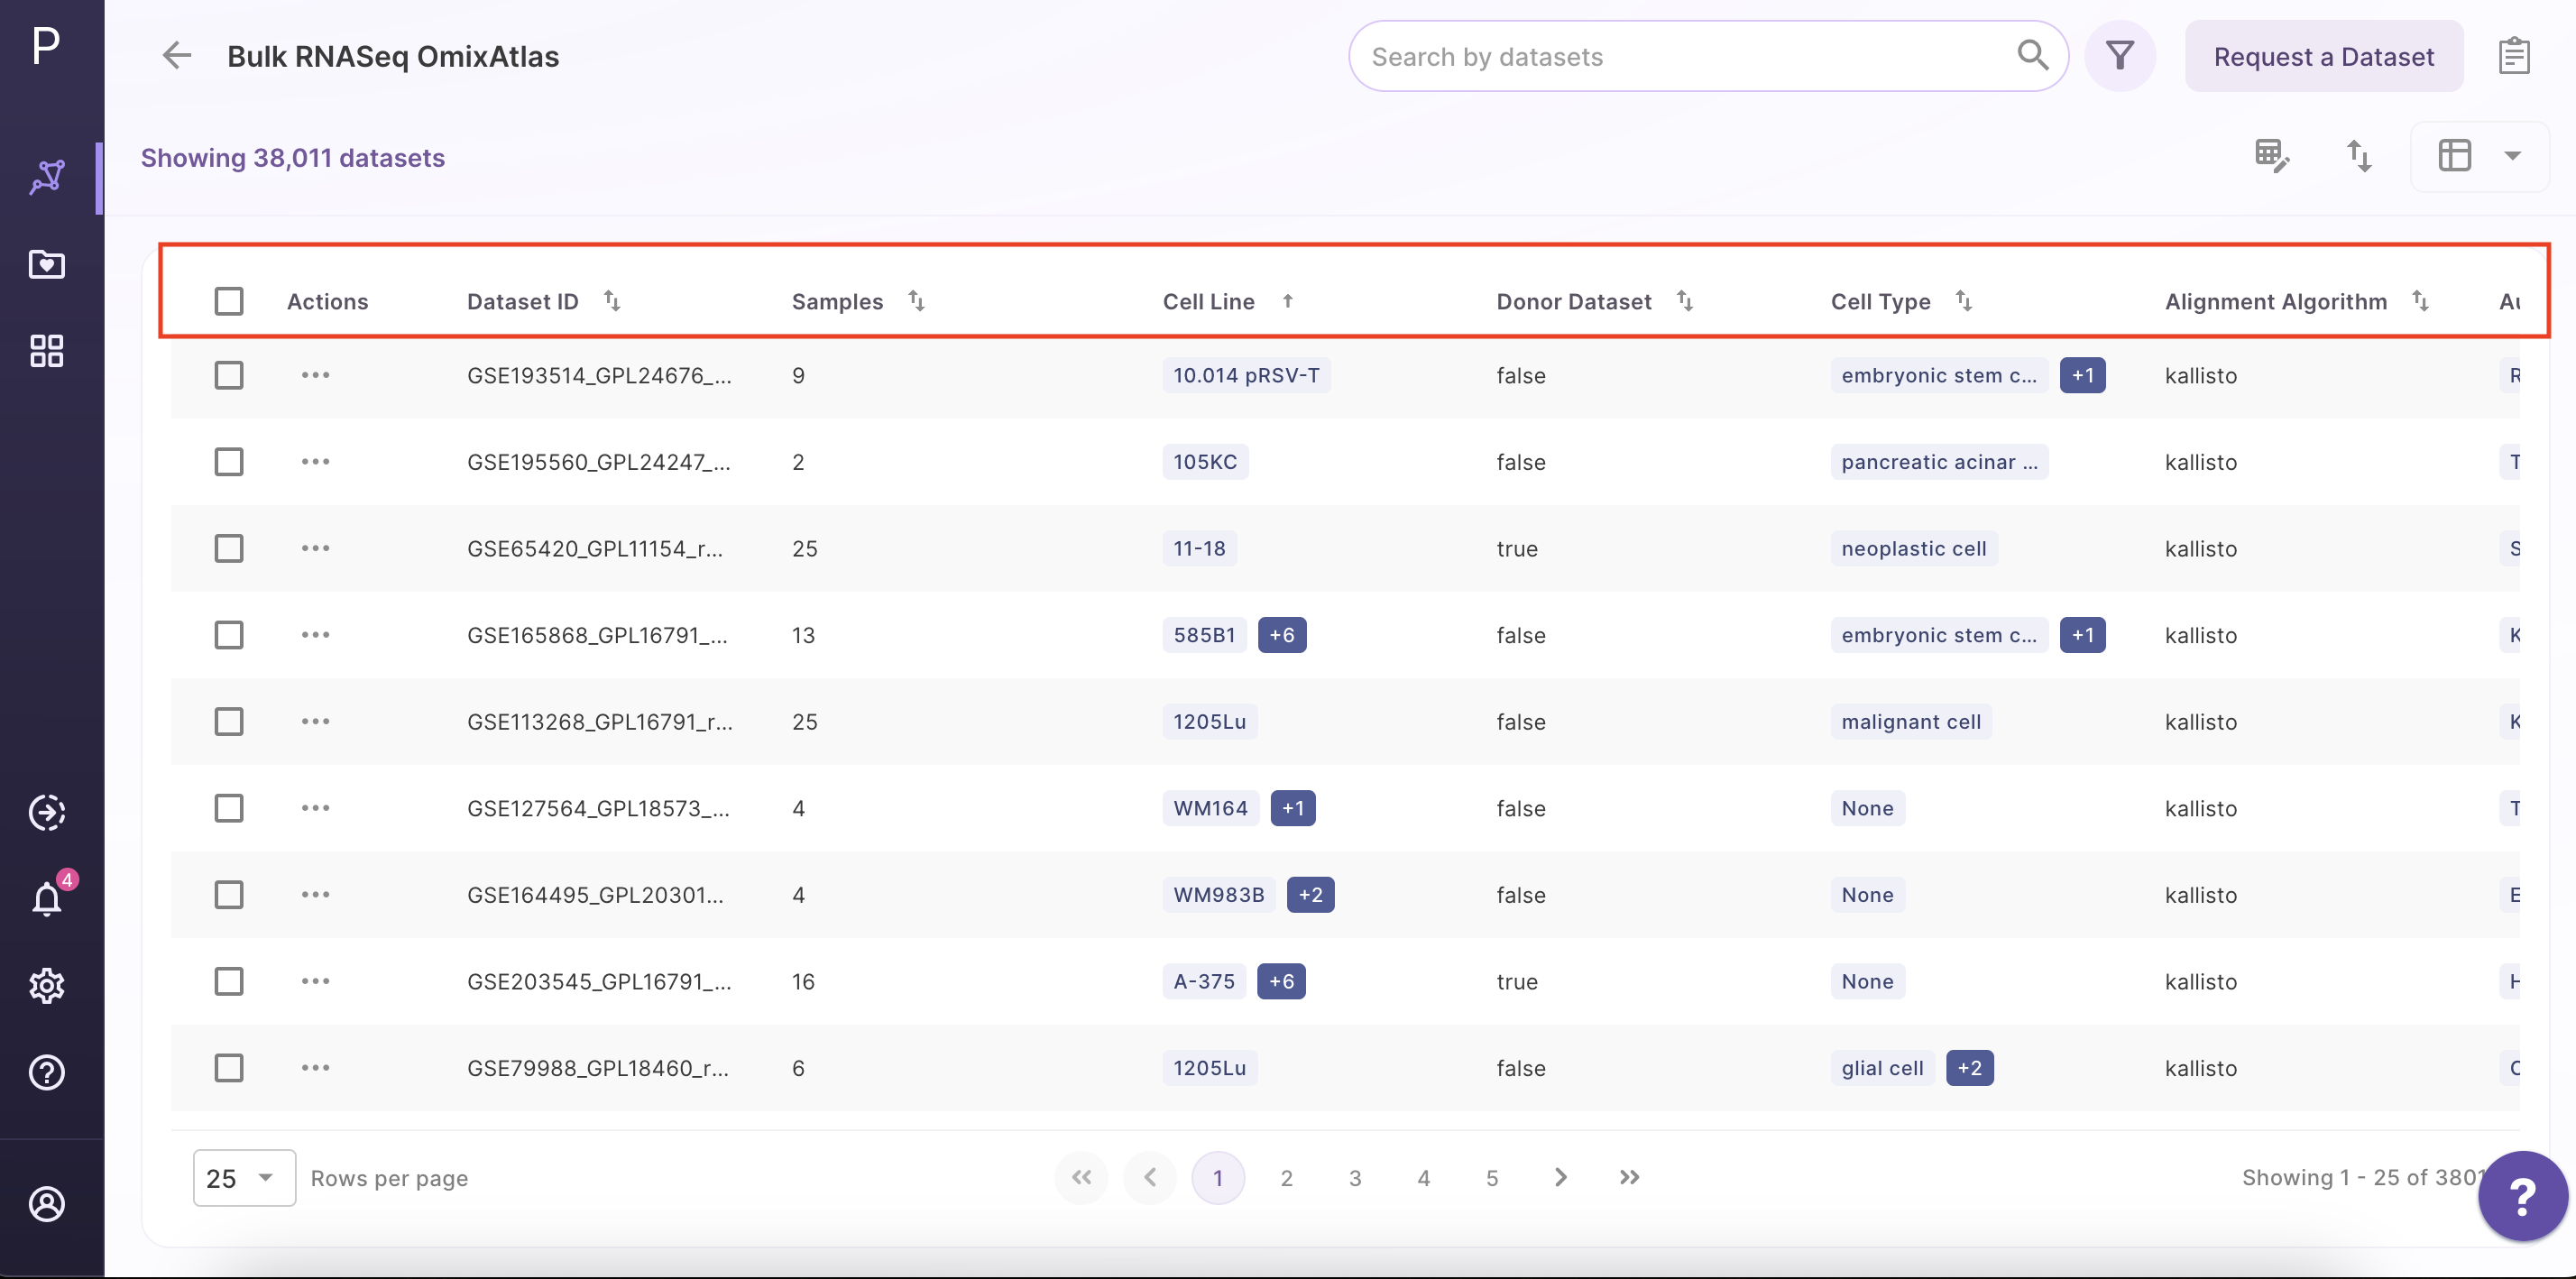 P
Bulk RNASeq OmixAtlas
Search by datasets
Request a Dataset
Showing 38,011 datasets
Actions Dataset ID Samples Cell Line Donor Dataset Cell Type Alignment Algorithm
GSE193514_GPL24676_... 9 10.014 pRSV-T false embryonic stem c... +1 kallisto R
GSE195560_GPL24247_... 2 105KC false pancreatic acinar ... kallisto T
GSE65420_GPL11154_r... 25 11-18 true neoplastic cell kallisto S
GSE165868_GPL16791_... 13 585B1 +6 false embryonic stem c... +1 kallisto K
GSE113268_GPL16791_r... 25 1205Lu false malignant cell kallisto K
GSE127564_GPL18573_... 4 WM164 +1 false None kallisto T
GSE164495_GPL20301... 4 WM983B +2 false None kallisto E
GSE203545_GPL16791_... 16 A-375 +6 true None kallisto H
GSE79988_GPL18460_r... 6 1205Lu false glial cell +2 kallisto
4
25 Rows per page
1 2 3 4 5
Showing 1 - 25 of 3801
?